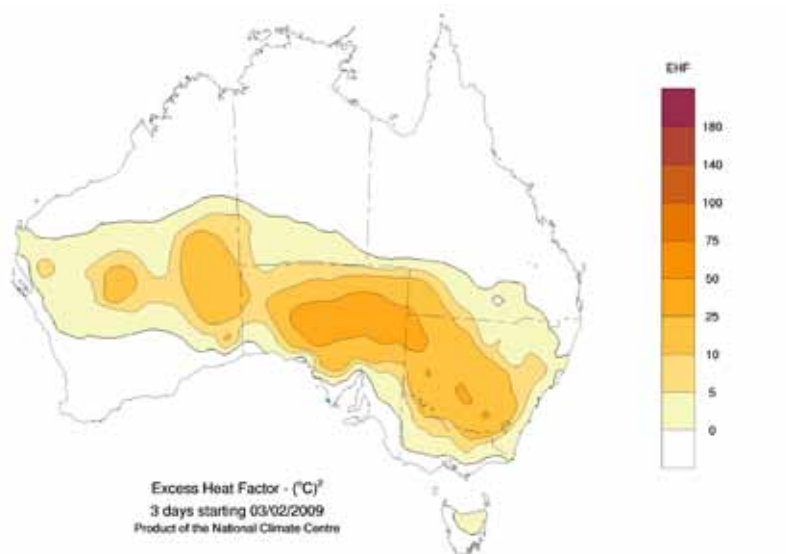 EHF
180
140
100
75
50
25
10
5
0
Excess Heat Factor - (°C)²
3 days starting 03/02/2009
Product of the National Climate Centre